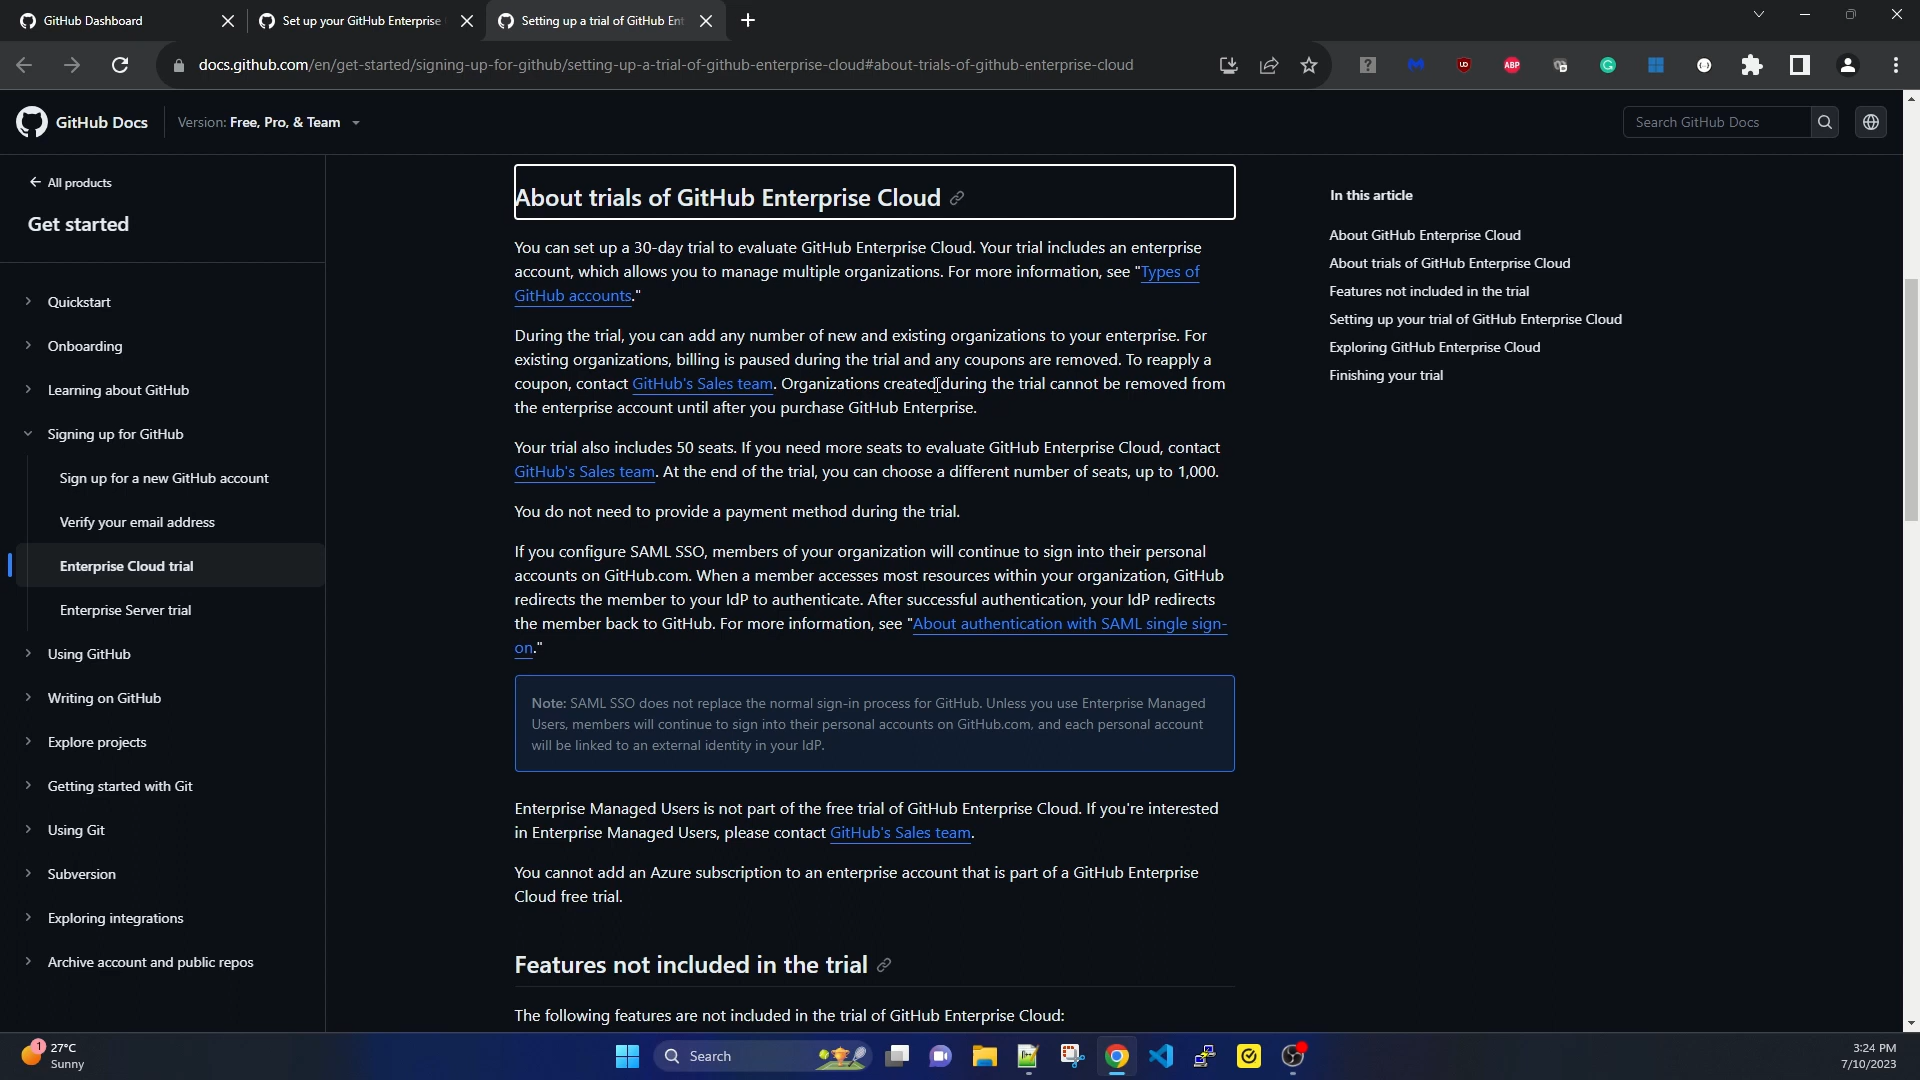 GitHub Dashboard
Set up your GitHub Enterprise
Setting up a trial of GitHub Ent
docs.github.com/en/get-started/signing-up-for-github/setting-up-a-trial-of-github-enterprise-cloud#about-trials-of-github-enterprise-cloud
ABP
GitHub Docs
Version: Free, Pro, & Team
Search GitHub Docs
All products
Get started
Quickstart
Onboarding
Learning about GitHub
Signing up for GitHub
Sign up for a new GitHub account
Verify your email address
Enterprise Cloud trial
Enterprise Server trial
Using GitHub
Writing on GitHub
Explore projects
Getting started with Git
Using Git
Subversion
Exploring integrations
Archive account and public repos
About trials of GitHub Enterprise Cloud
You can set up a 30-day trial to evaluate GitHub Enterprise Cloud. Your trial includes an enterprise
account, which allows you to manage multiple organizations. For more information, see "Types of
GitHub accounts."
During the trial, you can add any number of new and existing organizations to your enterprise. For
existing organizations, billing is paused during the trial and any coupons are removed. To reapply a
coupon, contact GitHub's Sales team. Organizations created during the trial cannot be removed from
the enterprise account until after you purchase GitHub Enterprise.
Your trial also includes 50 seats. If you need more seats to evaluate GitHub Enterprise Cloud, contact
GitHub's Sales team. At the end of the trial, you can choose a different number of seats, up to 1,000.
You do not need to provide a payment method during the trial.
If you configure SAML SSO, members of your organization will continue to sign into their personal
accounts on GitHub.com. When a member accesses most resources within your organization, GitHub
redirects the member to your IdP to authenticate. After successful authentication, your IdP redirects
the member back to GitHub. For more information, see "About authentication with SAML single sign-
on."
Note: SAML SSO does not replace the normal sign-in process for GitHub. Unless you use Enterprise Managed
Users, members will continue to sign into their personal accounts on GitHub.com, and each personal account
will be linked to an external identity in your IdP.
Enterprise Managed Users is not part of the free trial of GitHub Enterprise Cloud. If you're interested
in Enterprise Managed Users, please contact GitHub's Sales team.
You cannot add an Azure subscription to an enterprise account that is part of a GitHub Enterprise
Cloud free trial.
Features not included in the trial
The following features are not included in the trial of GitHub Enterprise Cloud:
In this article
About GitHub Enterprise Cloud
About trials of GitHub Enterprise Cloud
Features not included in the trial
Setting up your trial of GitHub Enterprise Cloud
Exploring GitHub Enterprise Cloud
Finishing your trial
1
27°C
Sunny
Search
3:24 PM
7/10/2023